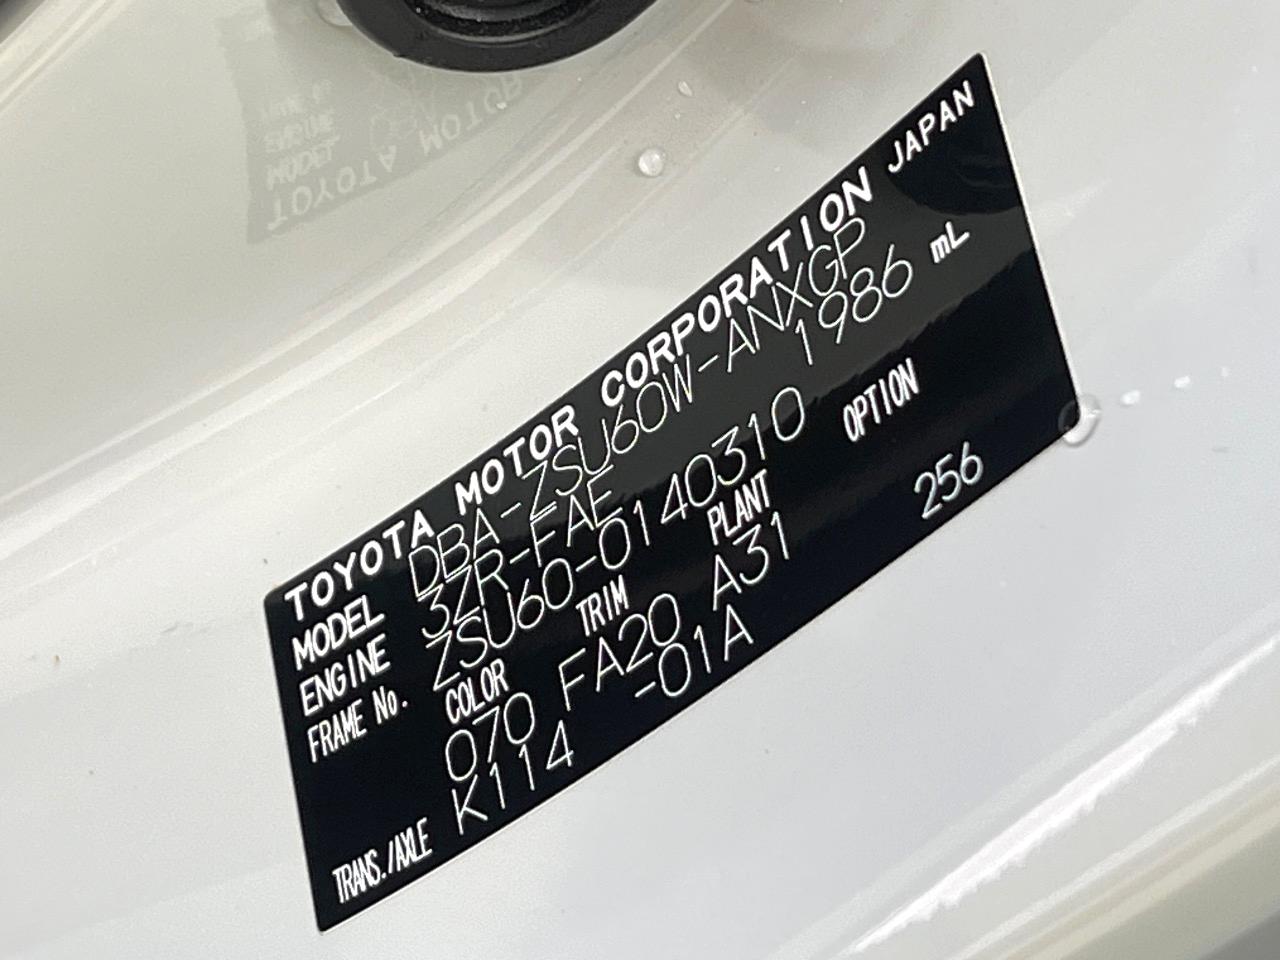 TOYOTA MOTOR CORPORATION JAPAN
MODEL DBA-ZSU60W-ANXGP
ENGINE 3ZR-FAE 1986 mL
FRAME No. ZSU60-0140310
COLOR TRIM PLANT OPTION
070 FA20 A31 256
TRANS./AXLE K114 -01A